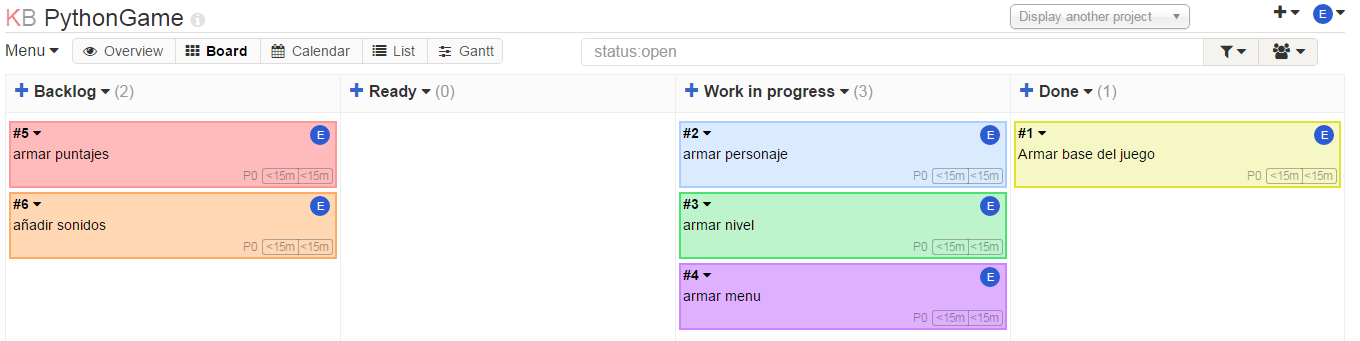 KB PythonGame
Display another project
E
Menu
Overview
Board
Calendar
List
Gantt
status:open
Backlog (2)
#5
E
armar puntajes
P0 <15m <15m
#6
E
añadir sonidos
P0 <15m <15m
Ready (0)
Work in progress (3)
#2
E
armar personaje
P0 <15m <15m
#3
E
armar nivel
P0 <15m <15m
#4
E
armar menu
P0 <15m <15m
Done (1)
#1
E
Armar base del juego
P0 <15m <15m